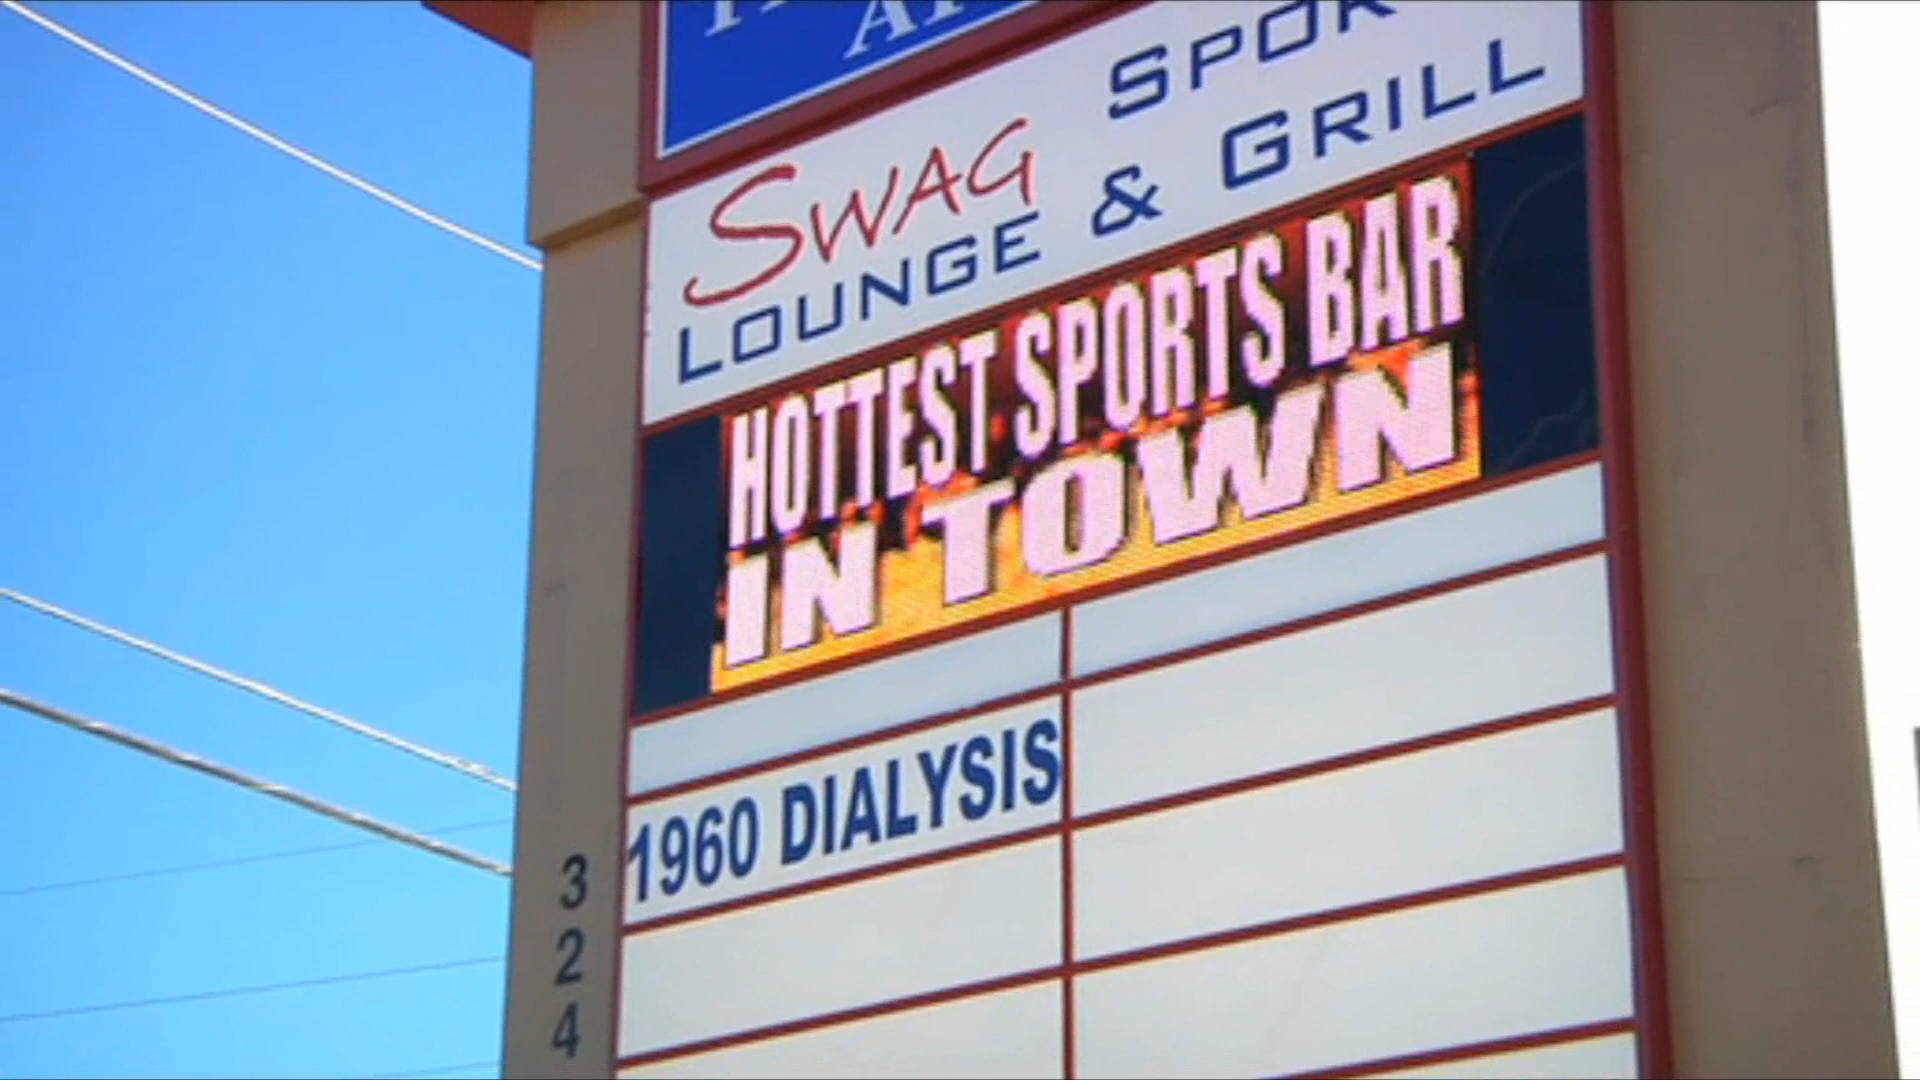 SWAG
LOUNGE & GRILL
HOTTEST SPORTS BAR
IN TOWN
1960 DIALYSIS
3
2
4